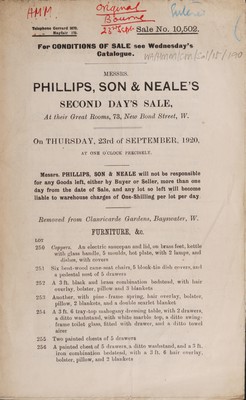 AMM
Original
Bourne
23 Sept
Telephone Gerrard 3670.
Mayfair 175.
Sale No. 10,502.
For CONDITIONS OF SALE see Wednesday's
Catalogue.
MESSRS.
PHILLIPS, SON & NEALE'S
SECOND DAY'S SALE,
At their Great Rooms, 73, New Bond Street, W.
On THURSDAY, 23rd of SEPTEMBER, 1920,
AT ONE O'CLOCK PRECISELY.
Messrs. PHILLIPS, SON & NEALE will not be responsible
for any Goods left, either by Buyer or Seller, more than one
day from the date of Sale, and any lot so left will become
liable to warehouse charges of One-Shilling per lot per day
Removed from Clanricarde Gardens, Bayswater, W.
FURNITURE, &c.
LOT
250 Coppers. An electric saucepan and lid, on brass feet, kettle
with glass handle, 5 moulds, hot plate, with 2 lamps, and
dishes, with covers
251 Six bent-wood cane-seat chairs, 5 block tin dish covers, and
a pedestal nest of 5 drawers
252 A 3 ft. black and brass combination bedstead, with hair
overlay, bolster, pillow and 3 blankets
253 Another, with pine-frame spring, hair overlay, bolster,
pillow, 2 blankets, and a double scarlet blanket
254 A 3 ft. 6 tray-top mahogany dressing table, with 2 drawers,
a ditto washstand, with white marble top, a ditto swing-
frame toilet glass, fitted with drawer, and a ditto towel
airer
255 Two painted chests of 5 drawers
256 A painted chest of 5 drawers, a ditto washstand, and a 3 ft.
iron combination bedstead, with a 3 ft. 6 hair overlay,
bolster, pillow, and 2 blankets